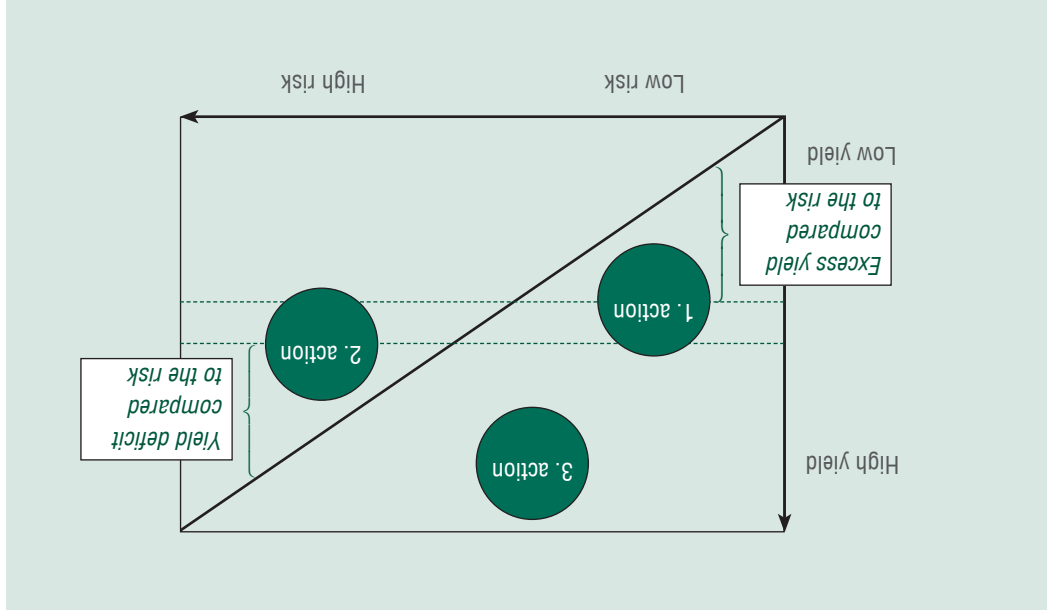 High yield
3. action
Yield deficit
compared
to the risk
2. action
1. action
Excess yield
compared
to the risk
Low yield
Low risk
High risk